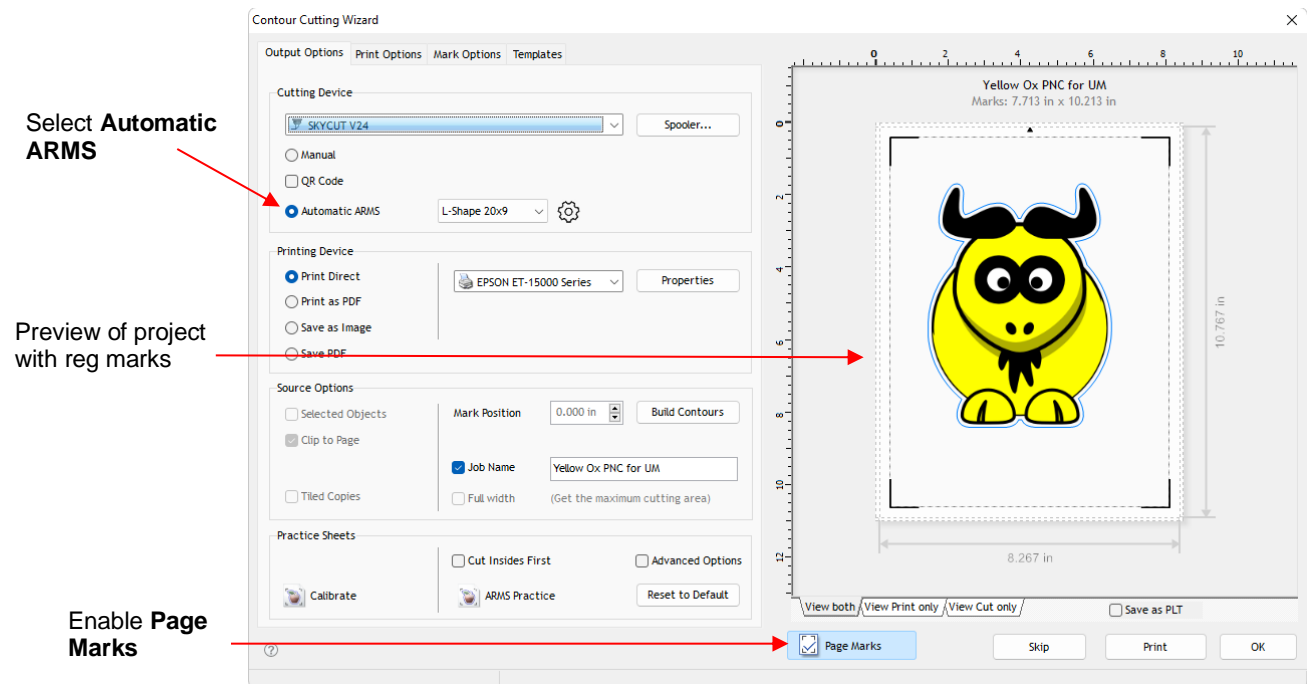 Contour Cutting Wizard
Output Options Print Options Mark Options Templates
Cutting Device
SKYCUT V24 Spooler...
Manual
QR Code
Automatic ARMS L-Shape 20x9
Select Automatic
ARMS
Printing Device
Print Direct EPSON ET-15000 Series Properties
Print as PDF
Save as Image
Save PDF
Preview of project
with reg marks
Source Options
Selected Objects Mark Position 0.000 in Build Contours
Clip to Page
Job Name Yellow Ox PNC for UM
Tiled Copies Full width (Get the maximum cutting area)
Practice Sheets
Cut Insides First Advanced Options
Calibrate ARMS Practice Reset to Default
Enable Page
Marks
0 2 4 6 8 10
Yellow Ox PNC for UM
Marks: 7.713 in x 10.213 in
0
2
4
6
8
10
12
10.767 in
8.267 in
View both View Print only View Cut only Save as PLT
? Page Marks Skip Print OK